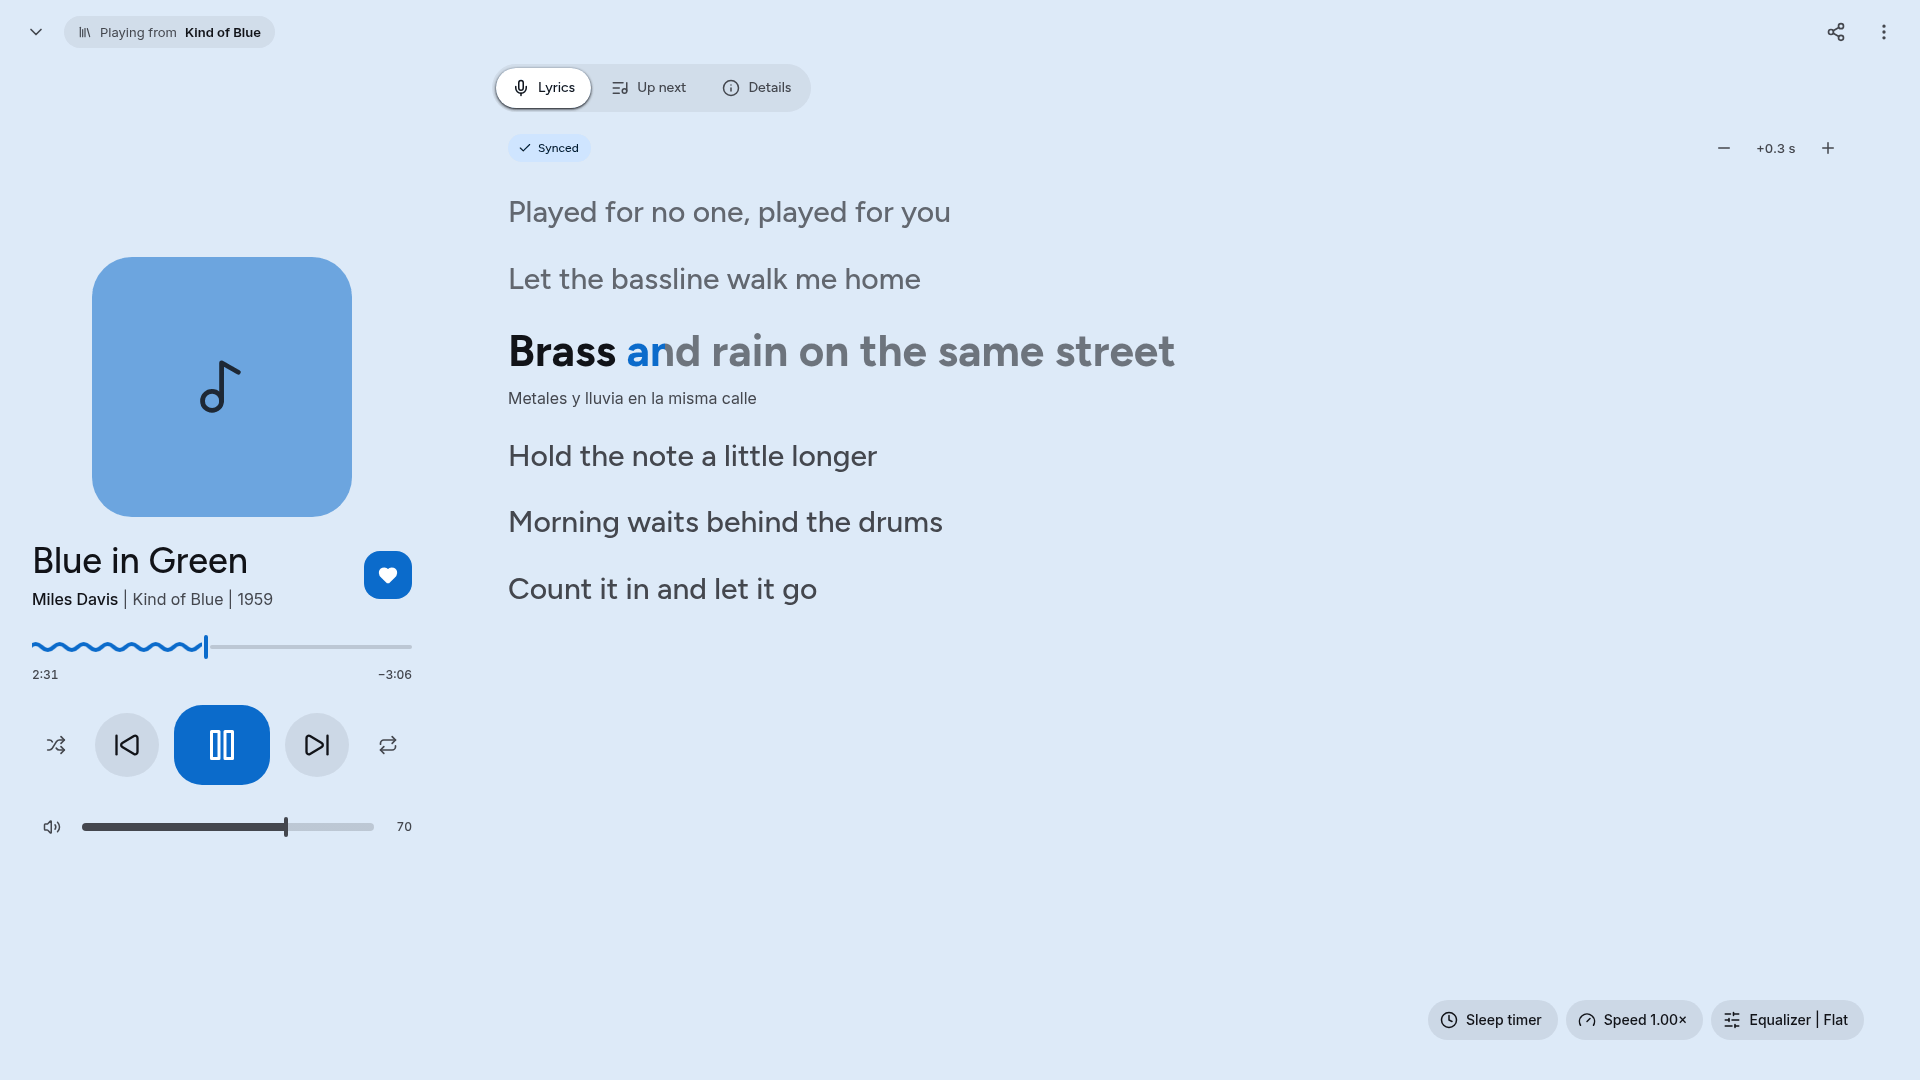 Playing from Kind of Blue
Lyrics
Up next
Details
Synced
+0.3 s
Played for no one, played for you
Let the bassline walk me home
Brass and rain on the same street
Metales y lluvia en la misma calle
Hold the note a little longer
Morning waits behind the drums
Count it in and let it go
Blue in Green
Miles Davis | Kind of Blue | 1959
2:31
−3:06
70
Sleep timer
Speed 1.00×
Equalizer | Flat